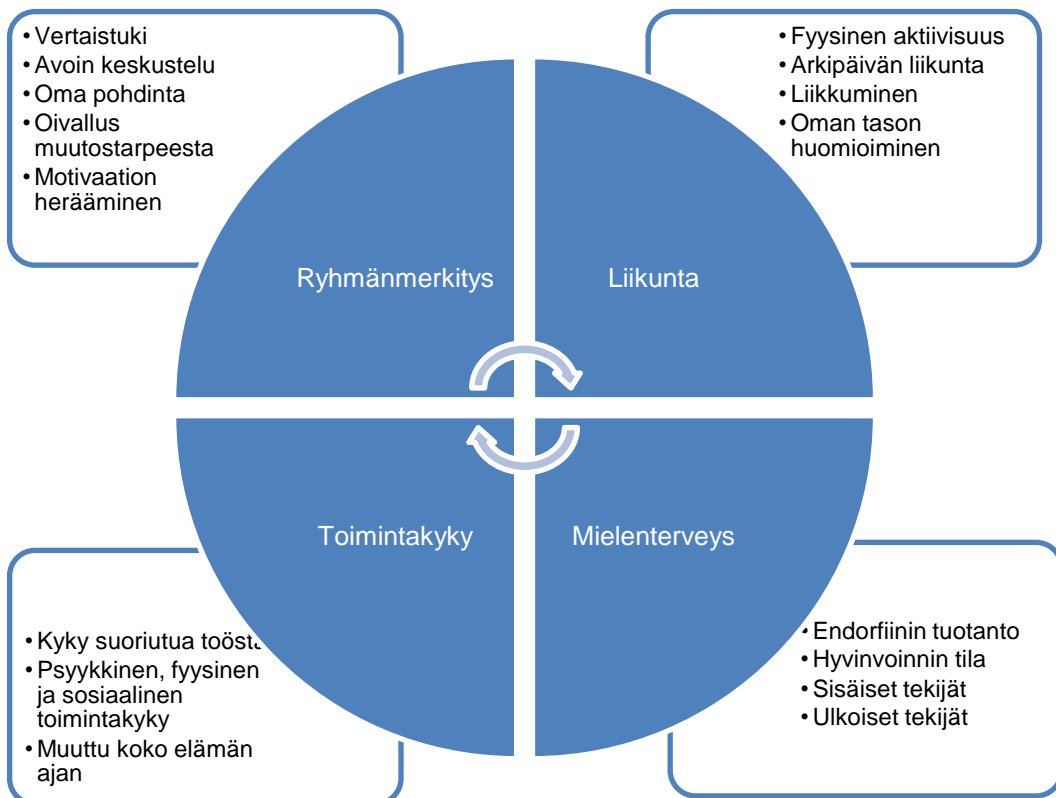 • Vertaistuki
• Avoin keskustelu
• Oma pohdinta
• Oivallus
muutostarpeesta
• Motivaation
herääminen
• Fyysinen aktiivisuus
• Arkipäivän liikunta
• Liikkuminen
• Oman tason
huomioiminen
Ryhmänmerkitys
Liikunta
Toimintakyky
Mielenterveys
• Kyky suoriutua
• Psyykkinen, fyysinen
ja sosiaalinen
toimintakyky
• Muuttu koko elämän
ajan
• Endorfiinin tuotanto
• Hyvinvoinnin tila
• Sisäiset tekijät
• Ulkoiset tekijät